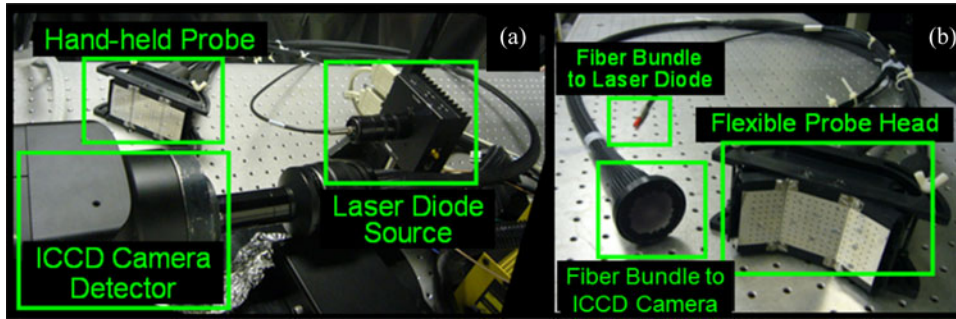 (a)
Hand-held Probe
Laser Diode
Source
ICCD Camera
Detector
(b)
Fiber Bundle
to Laser Diode
Flexible Probe Head
Fiber Bundle to
ICCD Camera